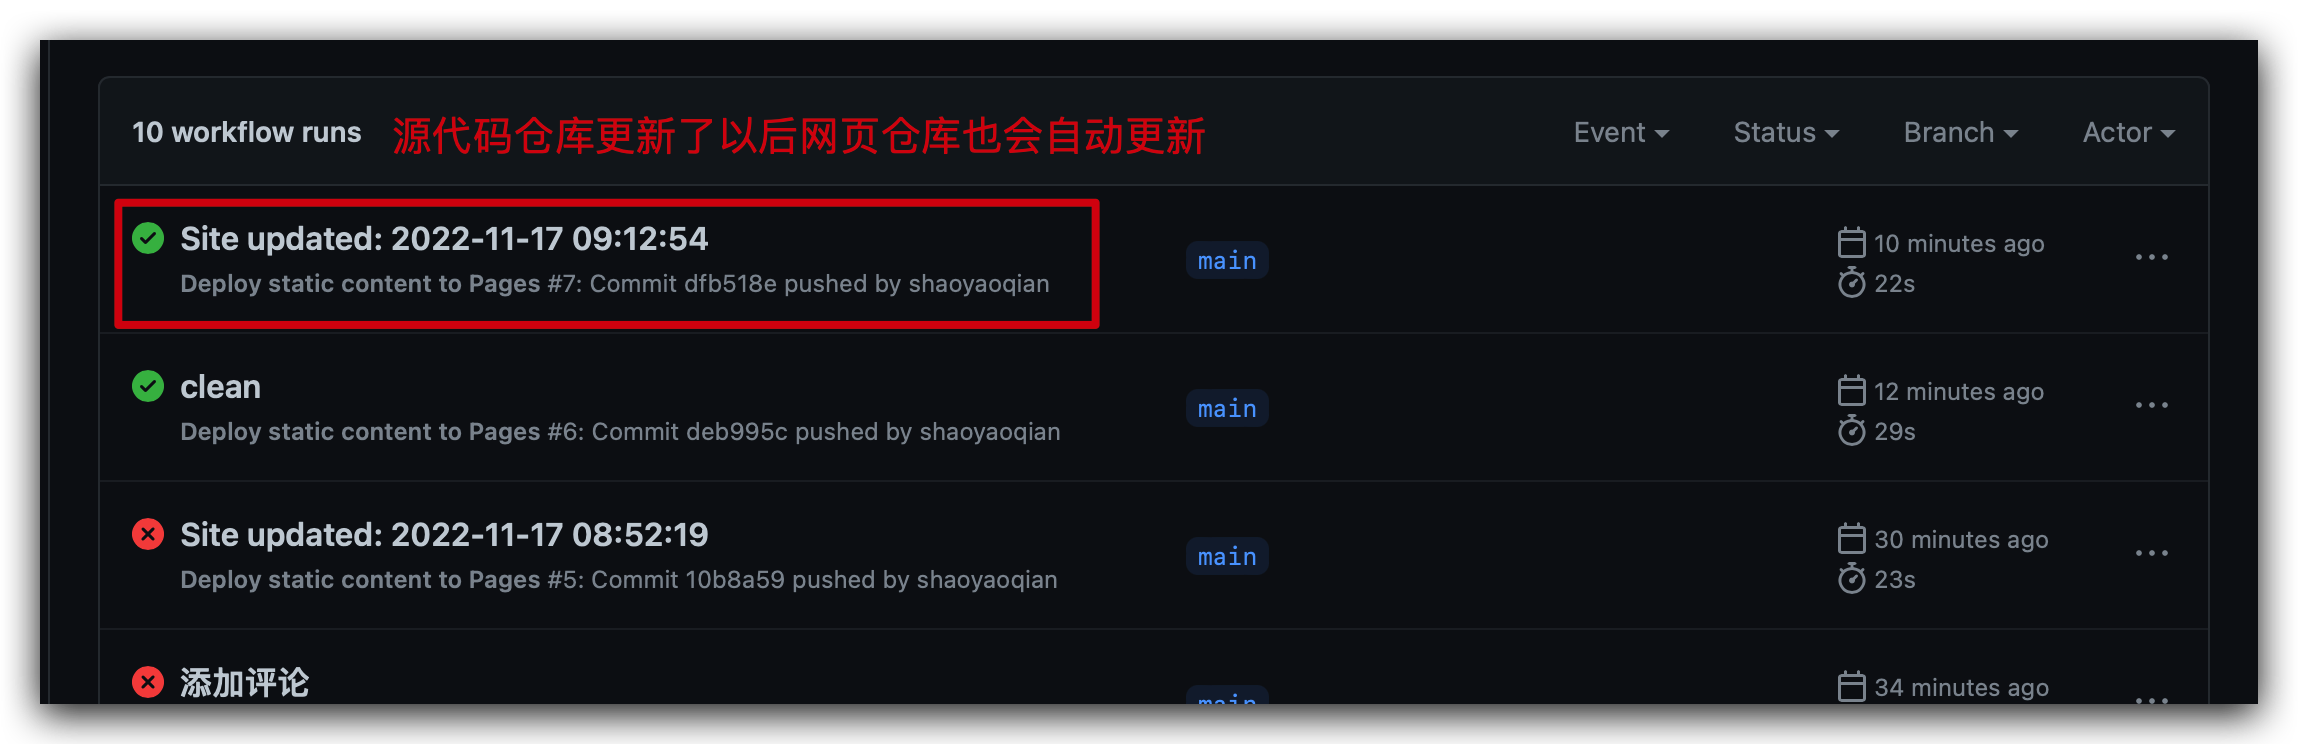 10 workflow runs 源代码仓库更新了以后网页仓库也会自动更新 Event Status Branch Actor
Site updated: 2022-11-17 09:12:54
Deploy static content to Pages #7: Commit dfb518e pushed by shaoyaoqian
main
10 minutes ago
22s
clean
Deploy static content to Pages #6: Commit deb995c pushed by shaoyaoqian
main
12 minutes ago
29s
Site updated: 2022-11-17 08:52:19
Deploy static content to Pages #5: Commit 10b8a59 pushed by shaoyaoqian
main
30 minutes ago
23s
添加评论
main
34 minutes ago